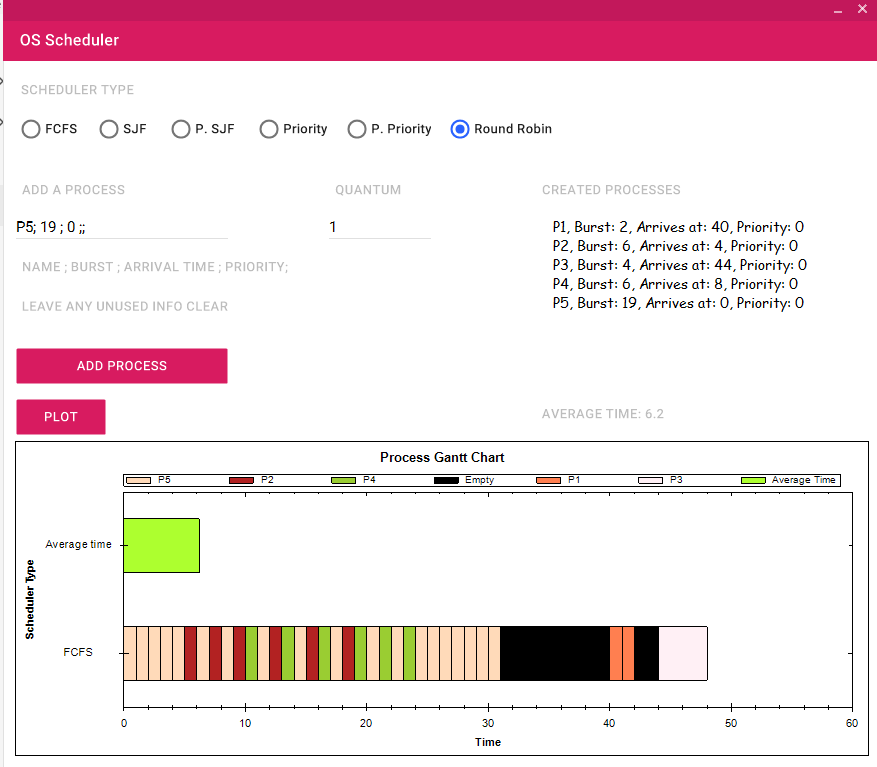 OS Scheduler
SCHEDULER TYPE
FCFS SJF P. SJF Priority P. Priority Round Robin
ADD A PROCESS QUANTUM CREATED PROCESSES
P5; 19 ; 0 ;; 1
P1, Burst: 2, Arrives at: 40, Priority: 0
P2, Burst: 6, Arrives at: 4, Priority: 0
P3, Burst: 4, Arrives at: 44, Priority: 0
P4, Burst: 6, Arrives at: 8, Priority: 0
P5, Burst: 19, Arrives at: 0, Priority: 0
NAME ; BURST ; ARRIVAL TIME ; PRIORITY;
LEAVE ANY UNUSED INFO CLEAR
ADD PROCESS
PLOT
AVERAGE TIME: 6.2
Process Gantt Chart
P5 P2 P4 Empty P1 P3 Average Time
Scheduler Type
Average time
FCFS
0 10 20 30 40 50 60
Time